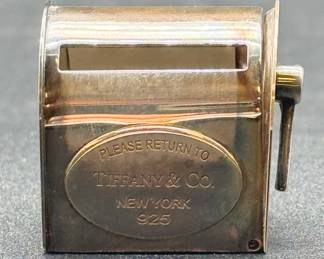 PLEASE RETURN TO
TIFFANY & CO.
NEW YORK
925